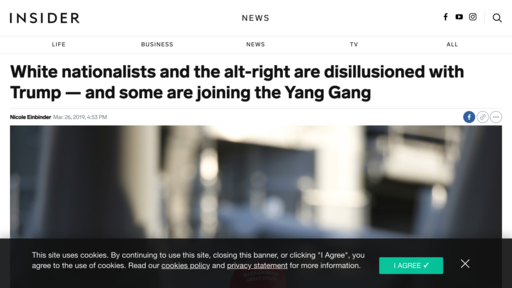 INSIDER
NEWS
LIFE BUSINESS NEWS TV ALL
White nationalists and the alt-right are disillusioned with
Trump — and some are joining the Yang Gang
Nicole Einbinder Mar. 26, 2019, 4:53 PM
This site uses cookies. By continuing to use this site, closing this banner, or clicking "I Agree", you
agree to the use of cookies. Read our cookies policy and privacy statement for more information.
I AGREE ✓